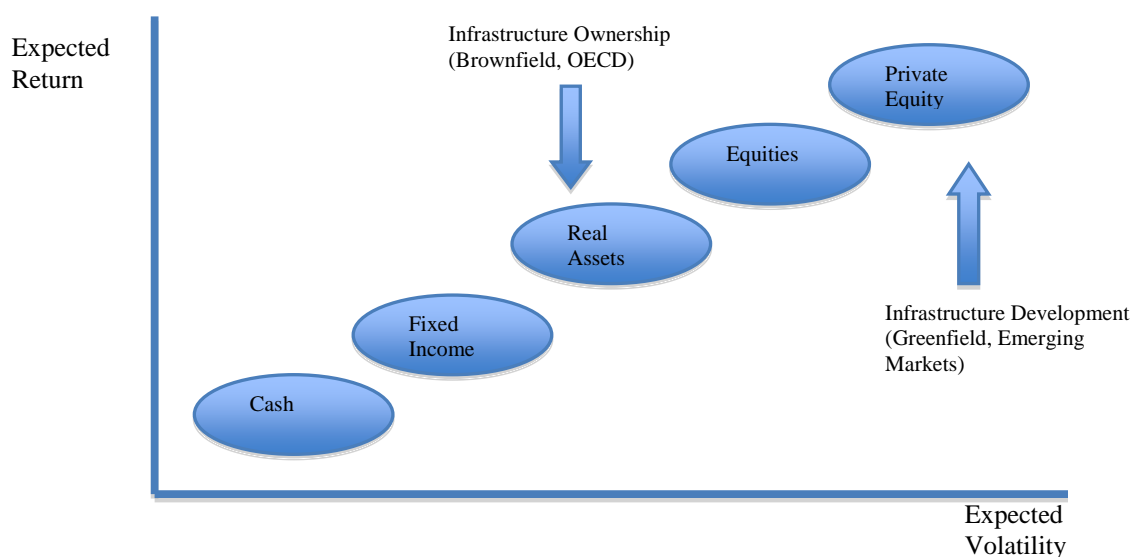 Expected
Return
Infrastructure Ownership
(Brownfield, OECD)
Private
Equity
Equities
Real
Assets
Infrastructure Development
(Greenfield, Emerging
Markets)
Fixed
Income
Cash
Expected
Volatility